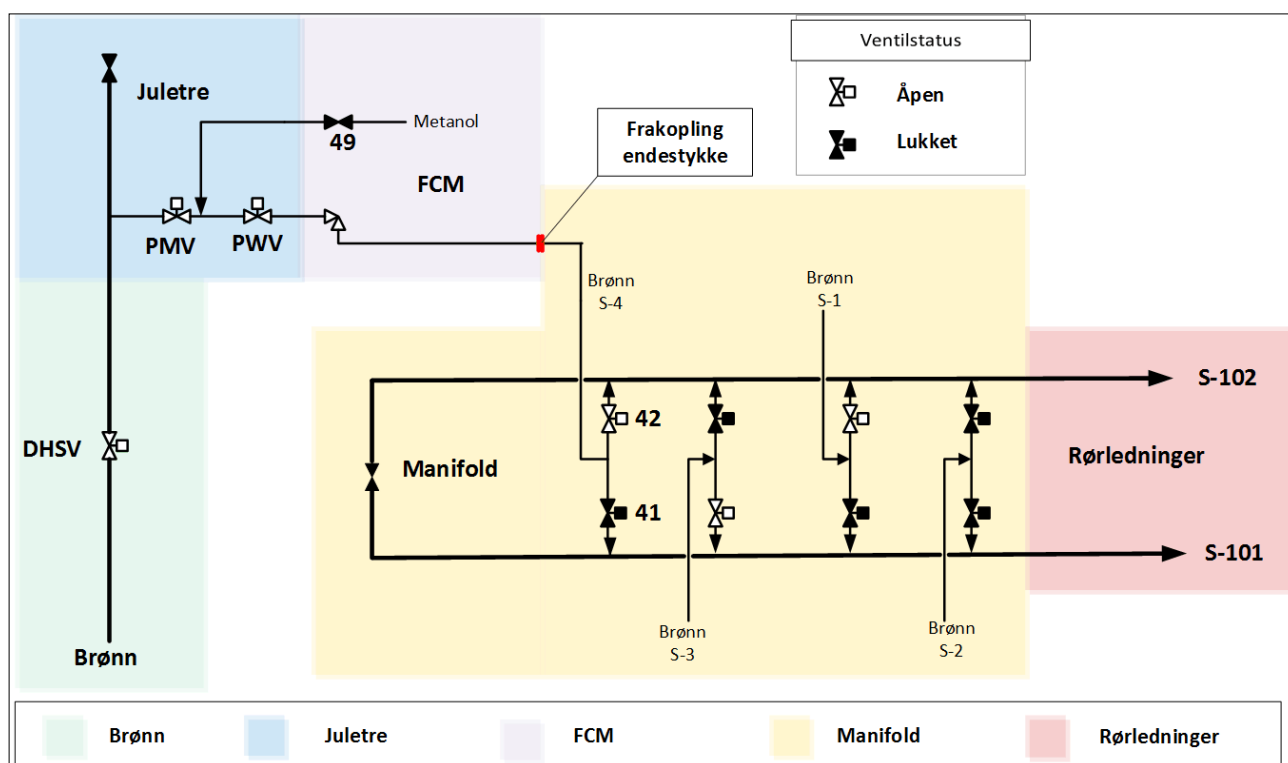 Ventilstatus
Åpen
Lukket
Juletre
Metanol
49
FCM
Frakopling
endestykke
PMV
PWV
Brønn
S-4
Brønn
S-1
S-102
42
DHSV
Manifold
Rørledninger
41
S-101
Brønn
S-3
Brønn
S-2
Brønn
Brønn
Juletre
FCM
Manifold
Rørledninger